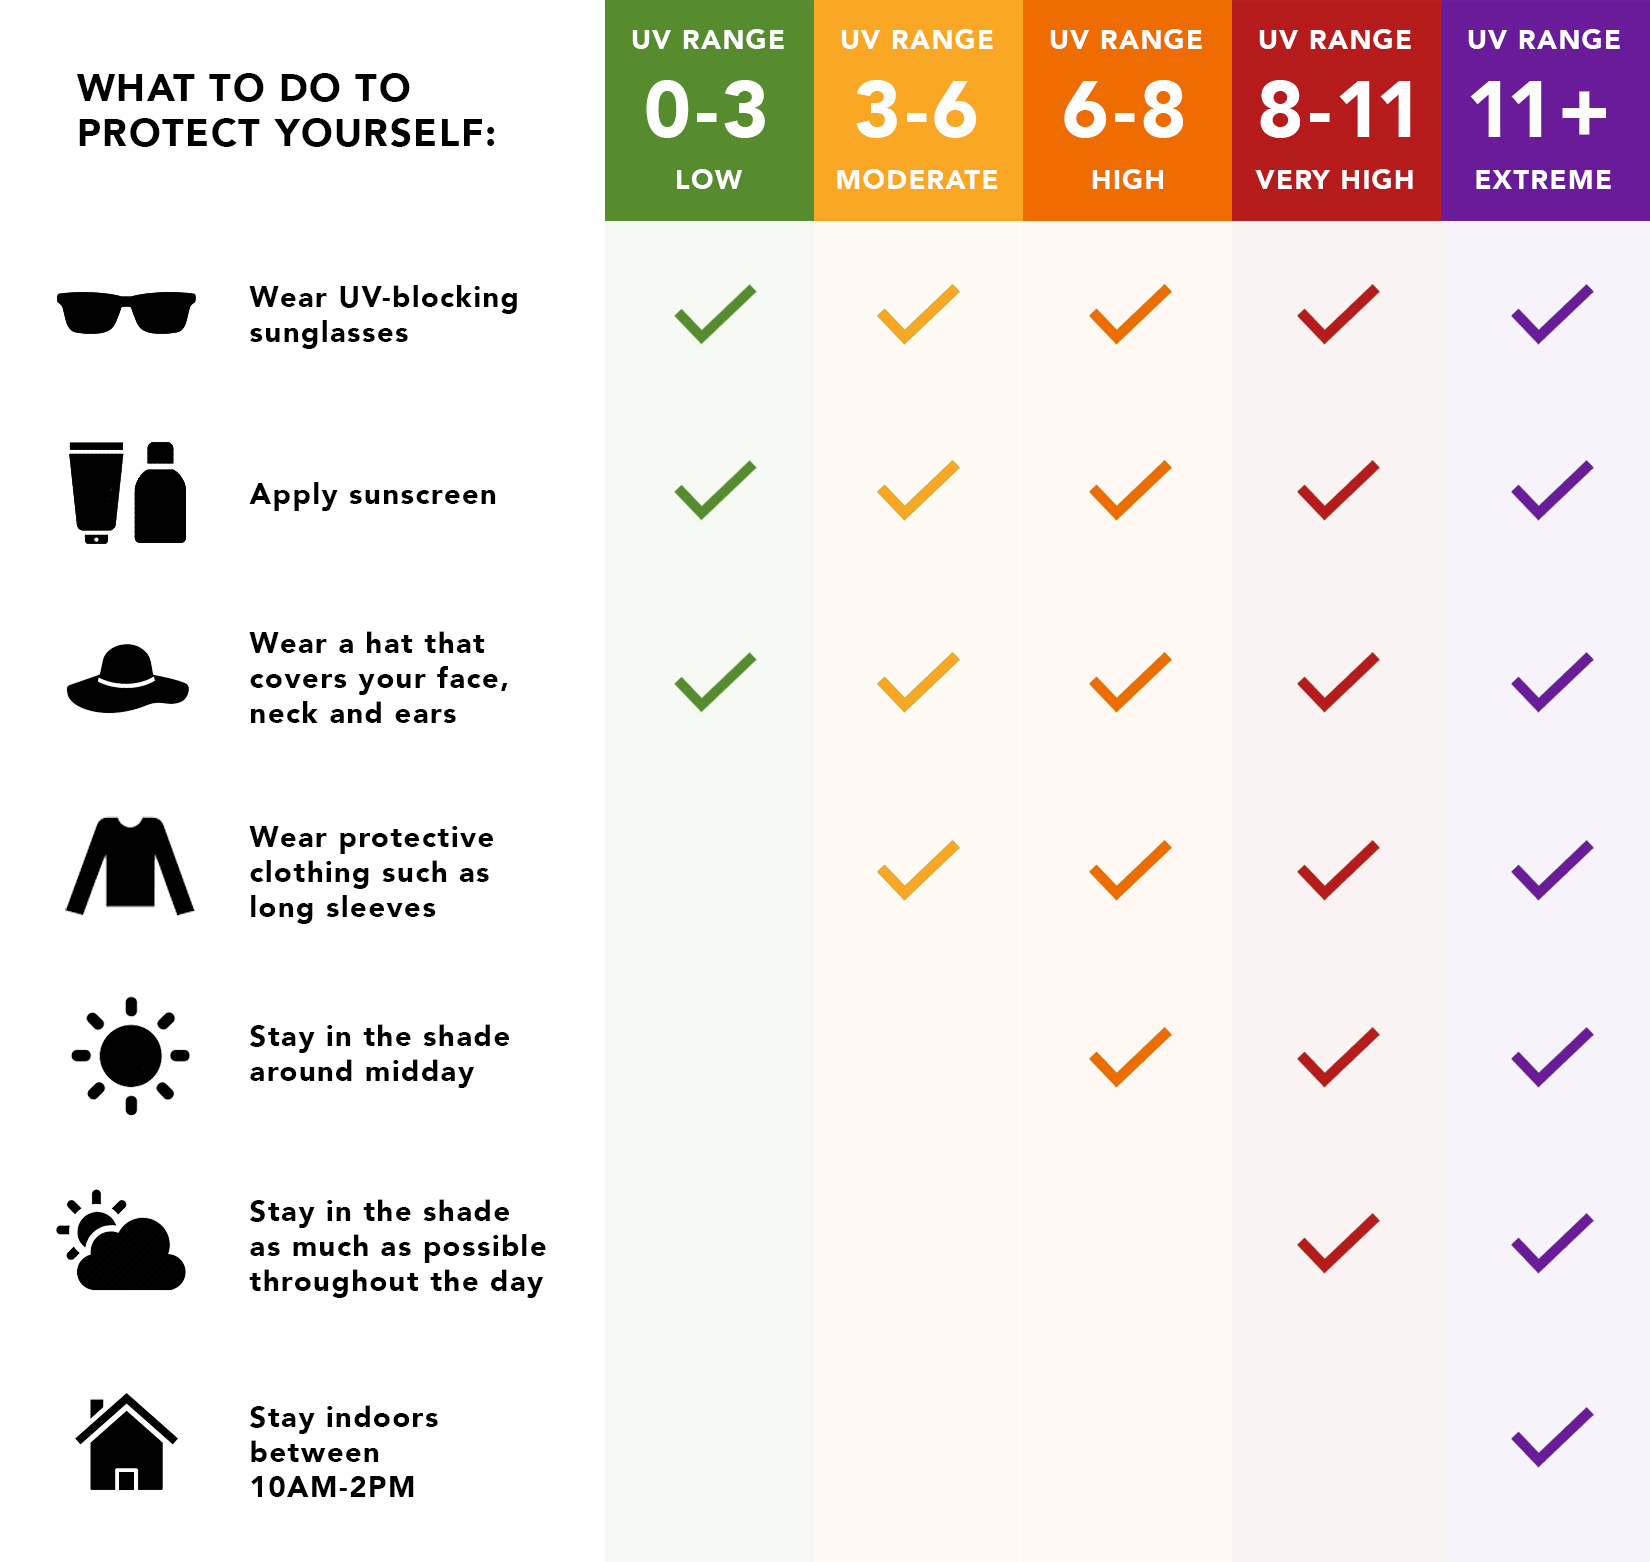 WHAT TO DO TO
PROTECT YOURSELF:
UV RANGE
0-3
LOW
UV RANGE
3-6
MODERATE
UV RANGE
6-8
HIGH
UV RANGE
8-11
VERY HIGH
UV RANGE
11+
EXTREME
Wear UV-blocking
sunglasses
Apply sunscreen
Wear a hat that
covers your face,
neck and ears
Wear protective
clothing such as
long sleeves
Stay in the shade
around midday
Stay in the shade
as much as possible
throughout the day
Stay indoors
between
10AM-2PM